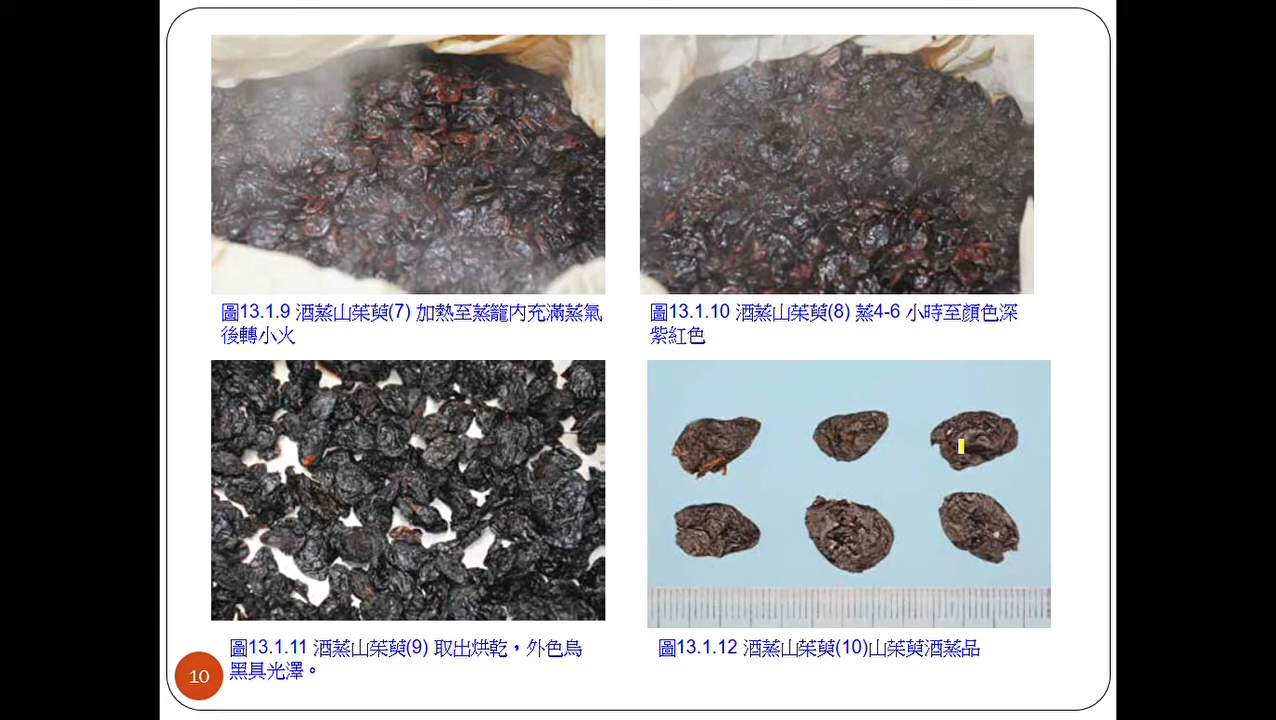 圖13.1.9 酒蒸山茱萸(7) 加熱至蒸籠內充滿蒸氣
後轉小火
圖13.1.10 酒蒸山茱萸(8) 蒸4-6 小時至顏色深
紫紅色
圖13.1.11 酒蒸山茱萸(9) 取出烘乾，外色烏
黑具光澤。
圖13.1.12 酒蒸山茱萸(10)山茱萸酒蒸品
10